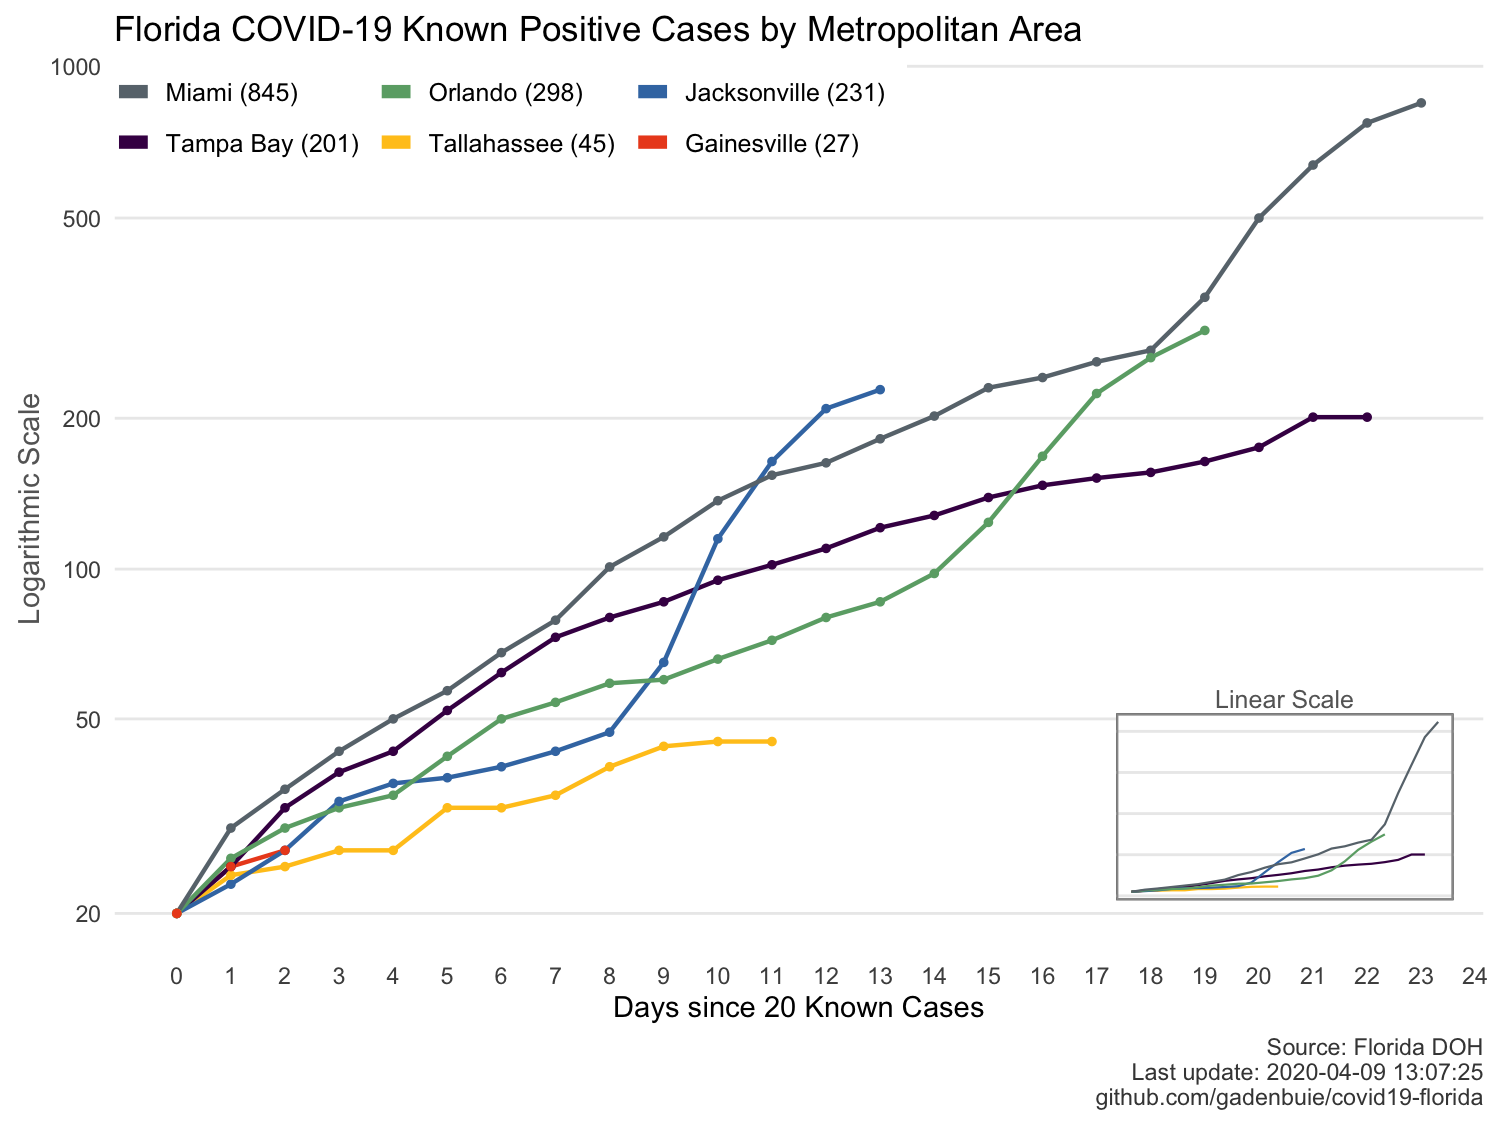 Florida COVID-19 Known Positive Cases by Metropolitan Area
1000
Miami (845) Orlando (298) Jacksonville (231)
Tampa Bay (201) Tallahassee (45) Gainesville (27)
500
200
100
50
20
Logarithmic Scale
Linear Scale
0 1 2 3 4 5 6 7 8 9 10 11 12 13 14 15 16 17 18 19 20 21 22 23 24
Days since 20 Known Cases
Source: Florida DOH
Last update: 2020-04-09 13:07:25
github.com/gadenbuie/covid19-florida